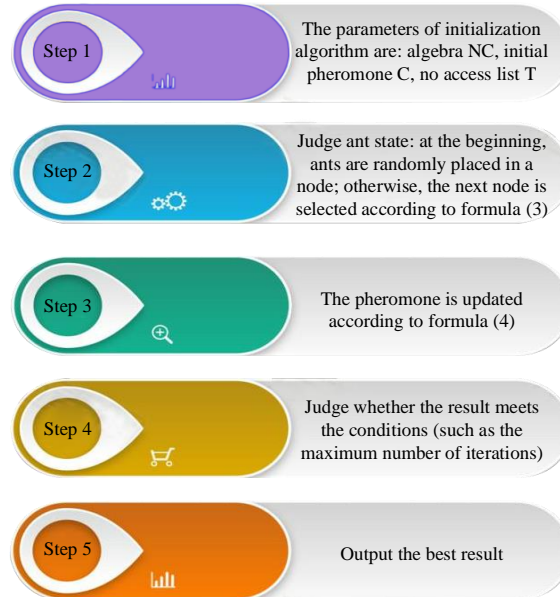 Step 1
The parameters of initialization
algorithm are: algebra NC, initial
pheromone C, no access list T
Step 2
Judge ant state: at the beginning,
ants are randomly placed in a
node; otherwise, the next node is
selected according to formula (3)
Step 3
The pheromone is updated
according to formula (4)
Step 4
Judge whether the result meets
the conditions (such as the
maximum number of iterations)
Step 5
Output the best result